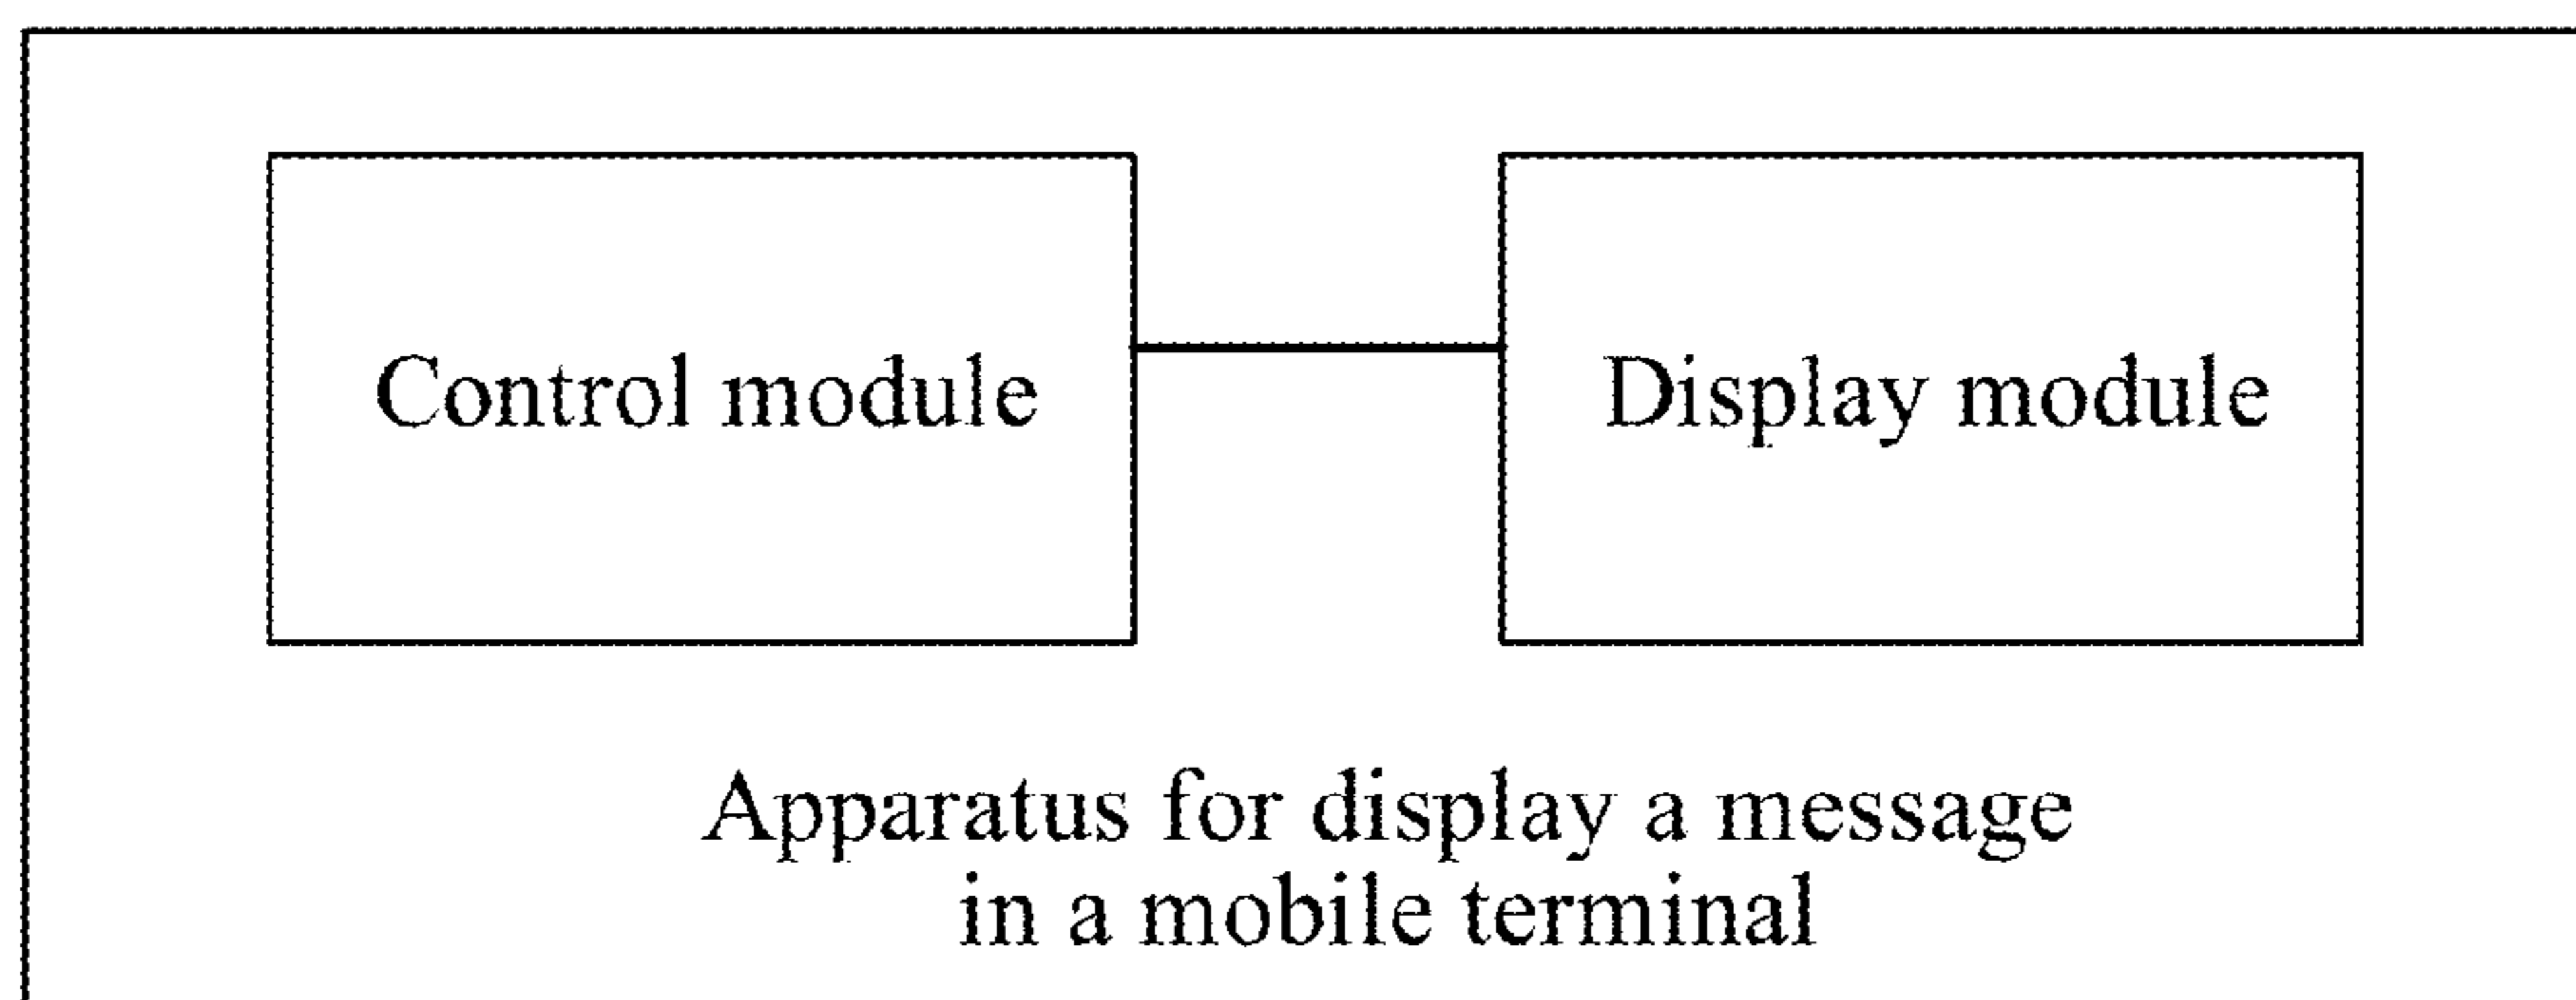 Control module
Display module
Apparatus for display a message
in a mobile terminal